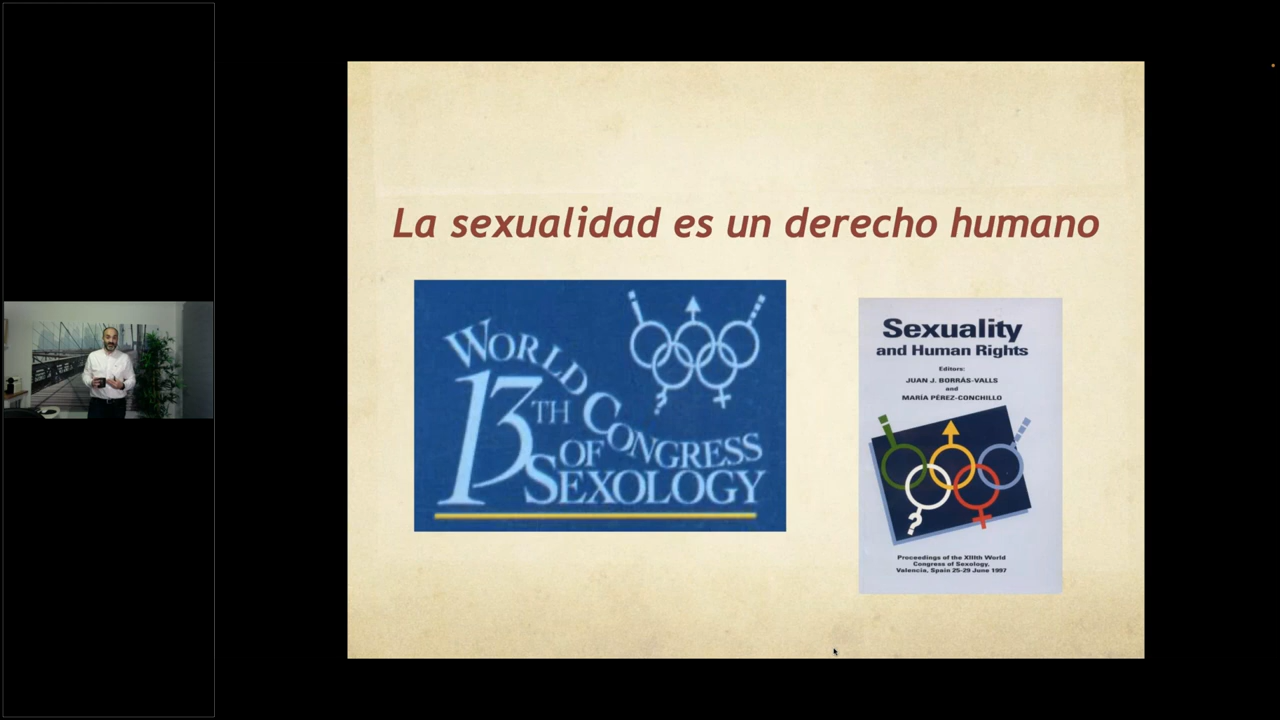 La sexualidad es un derecho humano
WORLD
13TH CONGRESS
OF
SEXOLOGY
Sexuality
and Human Rights
Editors:
JUAN J. BORRÁS-VALLS
and
MARÍA PÉREZ-CONCHILLO
Proceedings of the XIIIth World
Congress of Sexology,
Valencia, Spain 25-29 June 1997